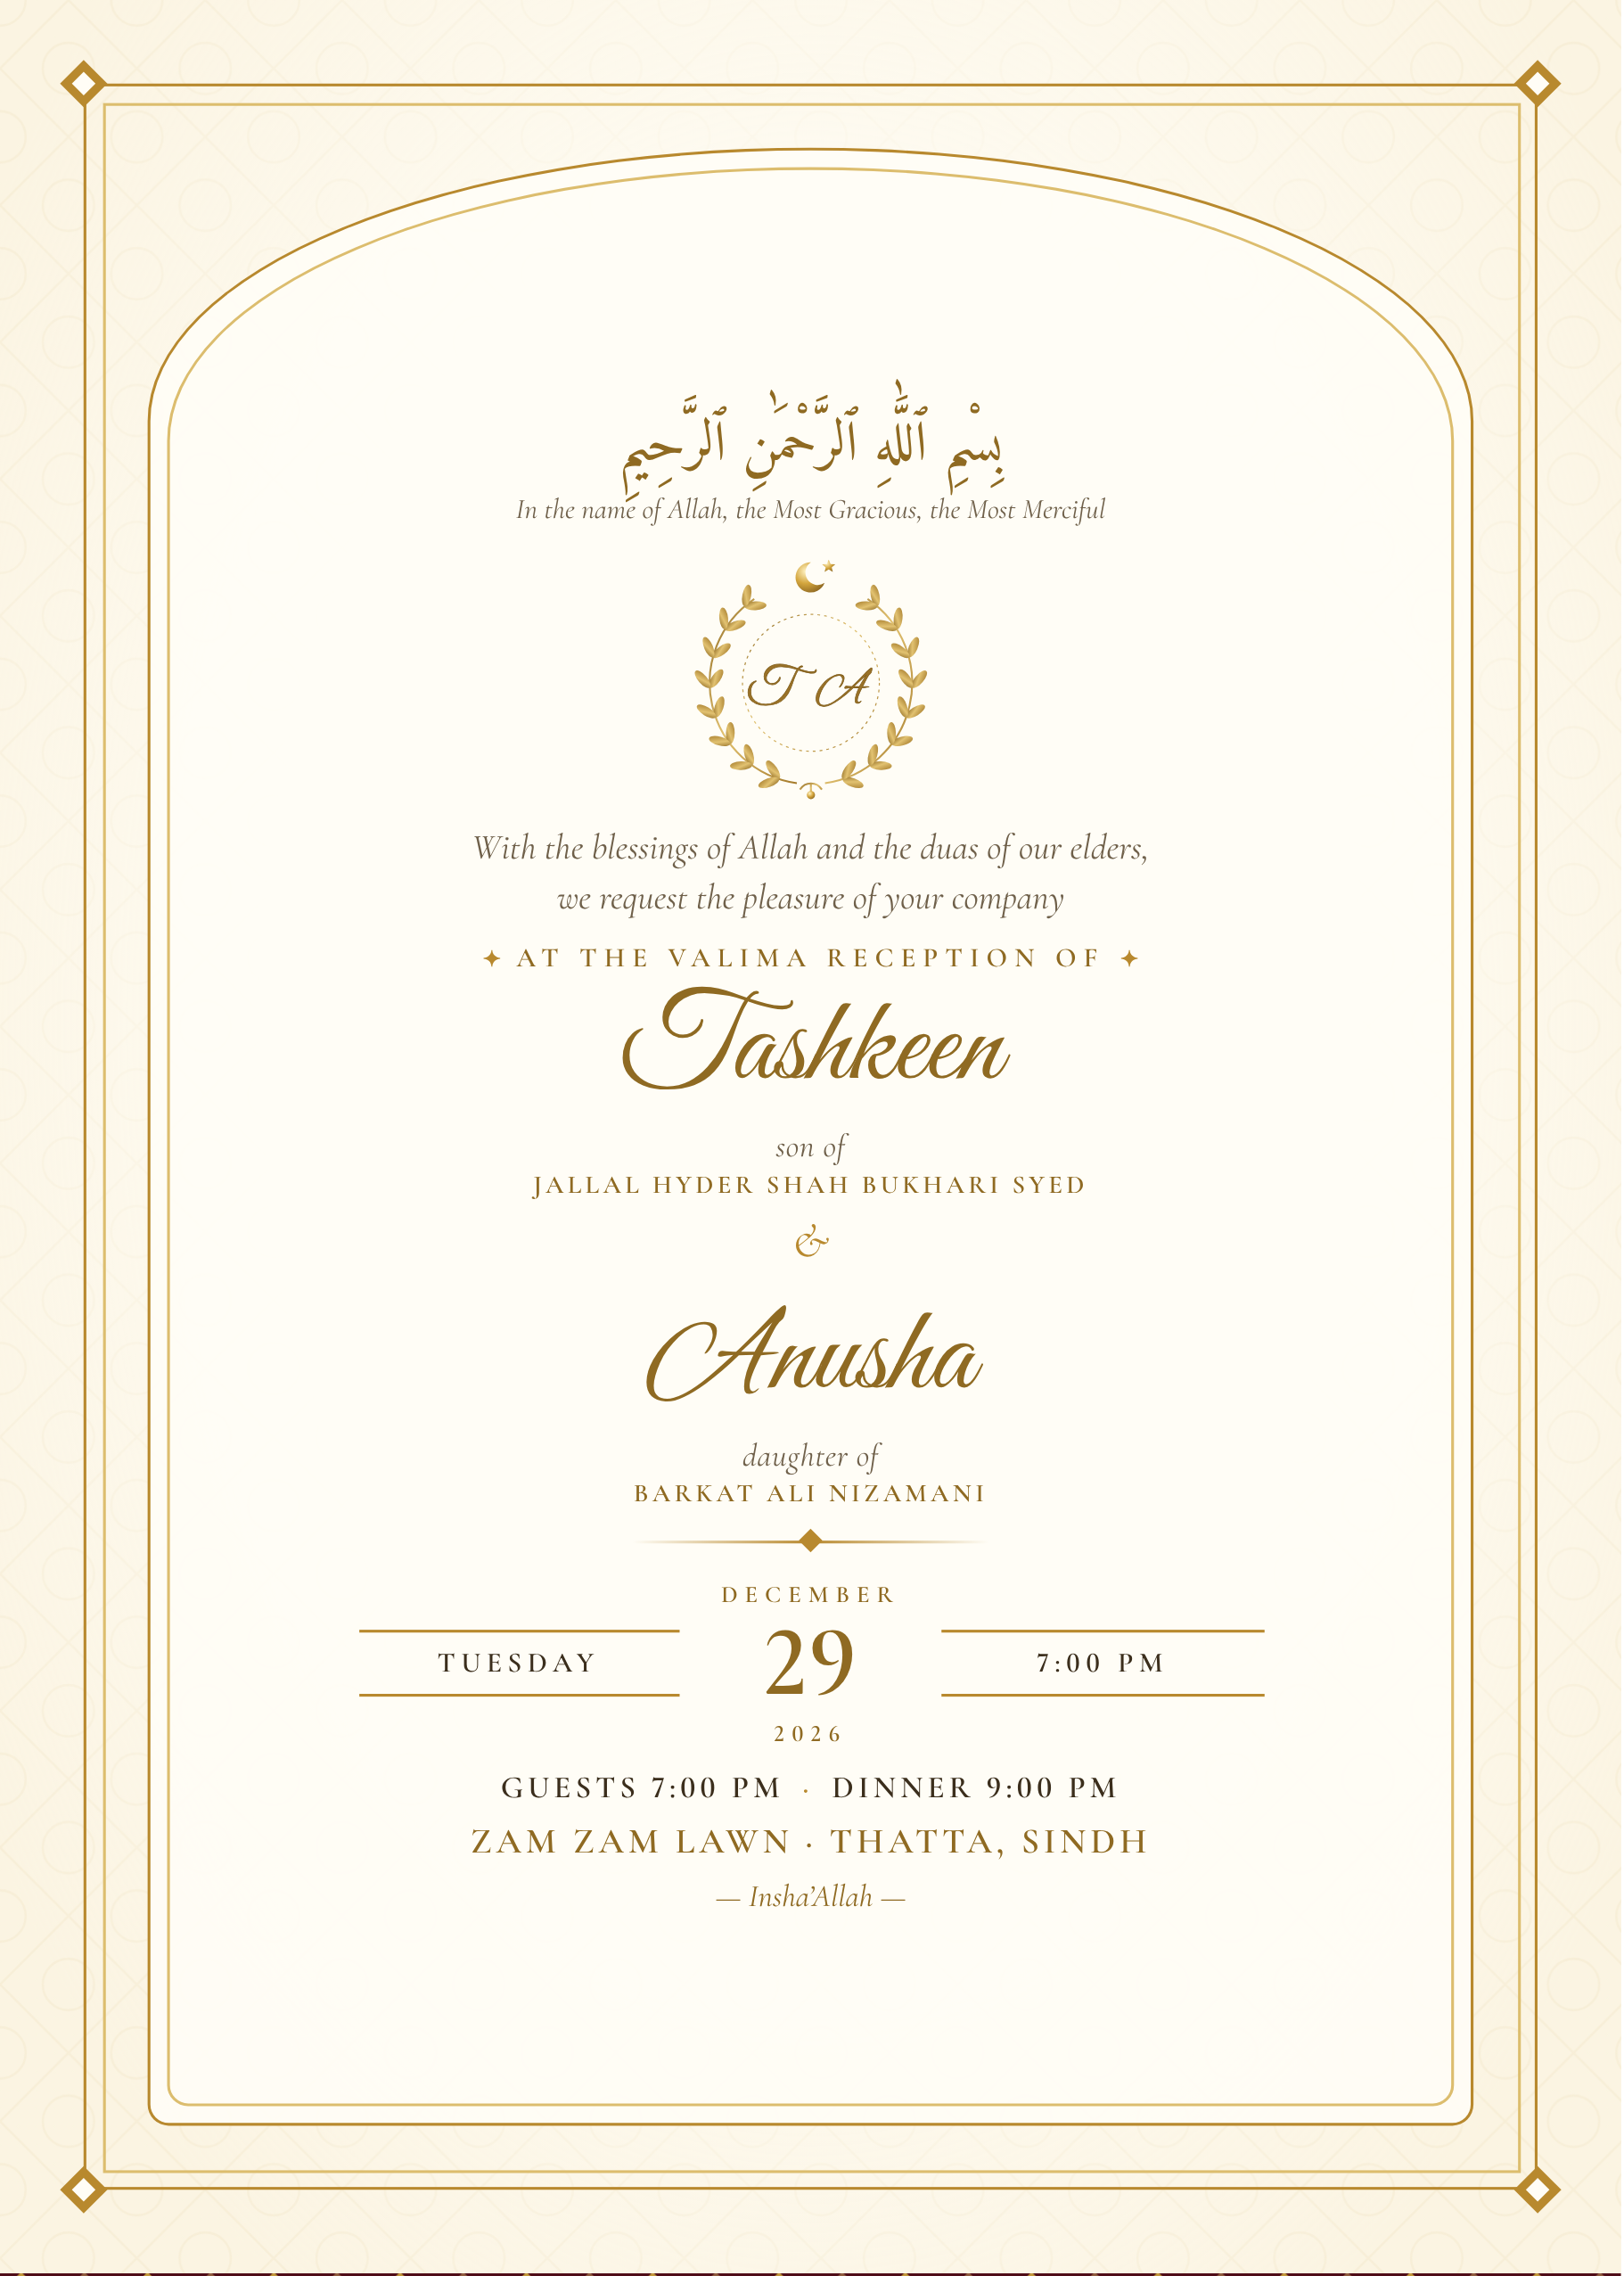 بِسْمِ ٱللَّهِ ٱلرَّحْمَٰنِ ٱلرَّحِيمِ
In the name of Allah, the Most Gracious, the Most Merciful
T A
With the blessings of Allah and the duas of our elders,
we request the pleasure of your company
✦ AT THE VALIMA RECEPTION OF ✦
Tashkeen
son of
JALLAL HYDER SHAH BUKHARI SYED
&
Anusha
daughter of
BARKAT ALI NIZAMANI
DECEMBER
TUESDAY 29 7:00 PM
2026
GUESTS 7:00 PM · DINNER 9:00 PM
ZAM ZAM LAWN · THATTA, SINDH
— Insha’Allah —